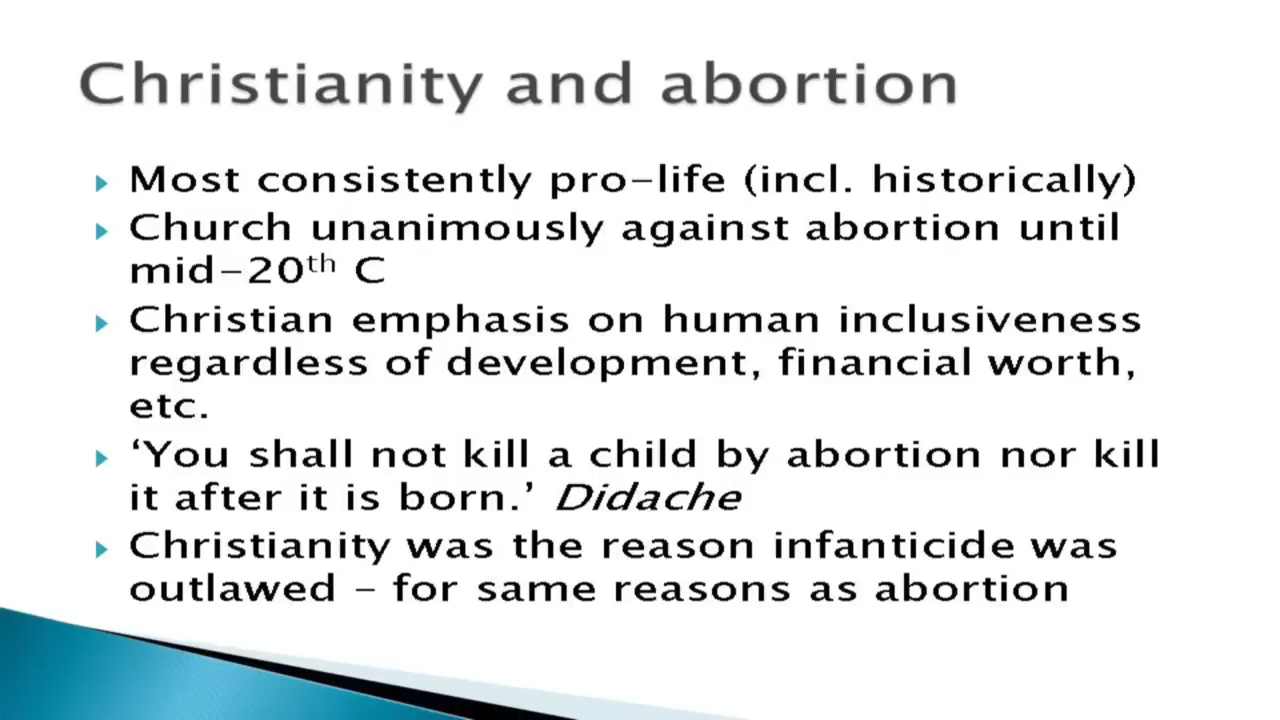 Christianity and abortion
Most consistently pro-life (incl. historically)
Church unanimously against abortion until
mid-20th C
Christian emphasis on human inclusiveness
regardless of development, financial worth,
etc.
‘You shall not kill a child by abortion nor kill
it after it is born.’ Didache
Christianity was the reason infanticide was
outlawed – for same reasons as abortion